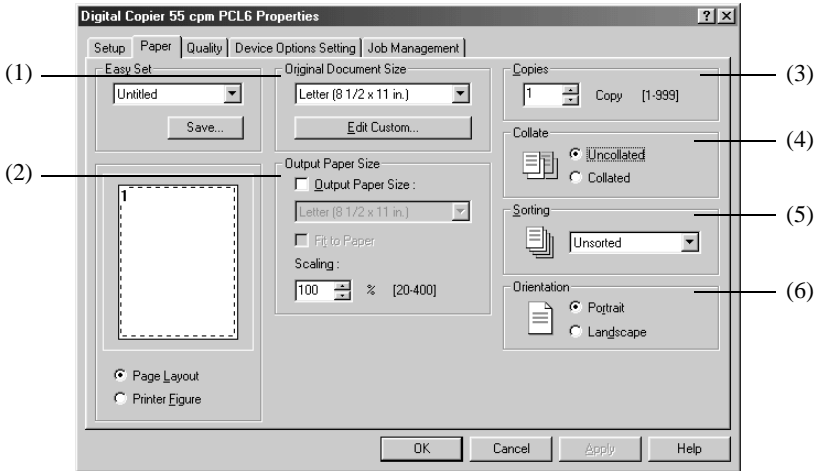 Digital Copier 55 cpm PCL6 Properties
Setup Paper Quality Device Options Setting Job Management
(1)
(2)
Easy Set
Untitled
Save...
1
Page Layout
Printer Figure
Original Document Size
Letter (8 1/2 x 11 in.)
Edit Custom...
Output Paper Size
Output Paper Size :
Letter (8 1/2 x 11 in.)
Fit to Paper
Scaling :
100 % [20-400]
Copies
1 Copy [1-999]
(3)
Collate
Uncollated
Collated
(4)
Sorting
Unsorted
(5)
Orientation
Portrait
Landscape
(6)
OK Cancel Apply Help